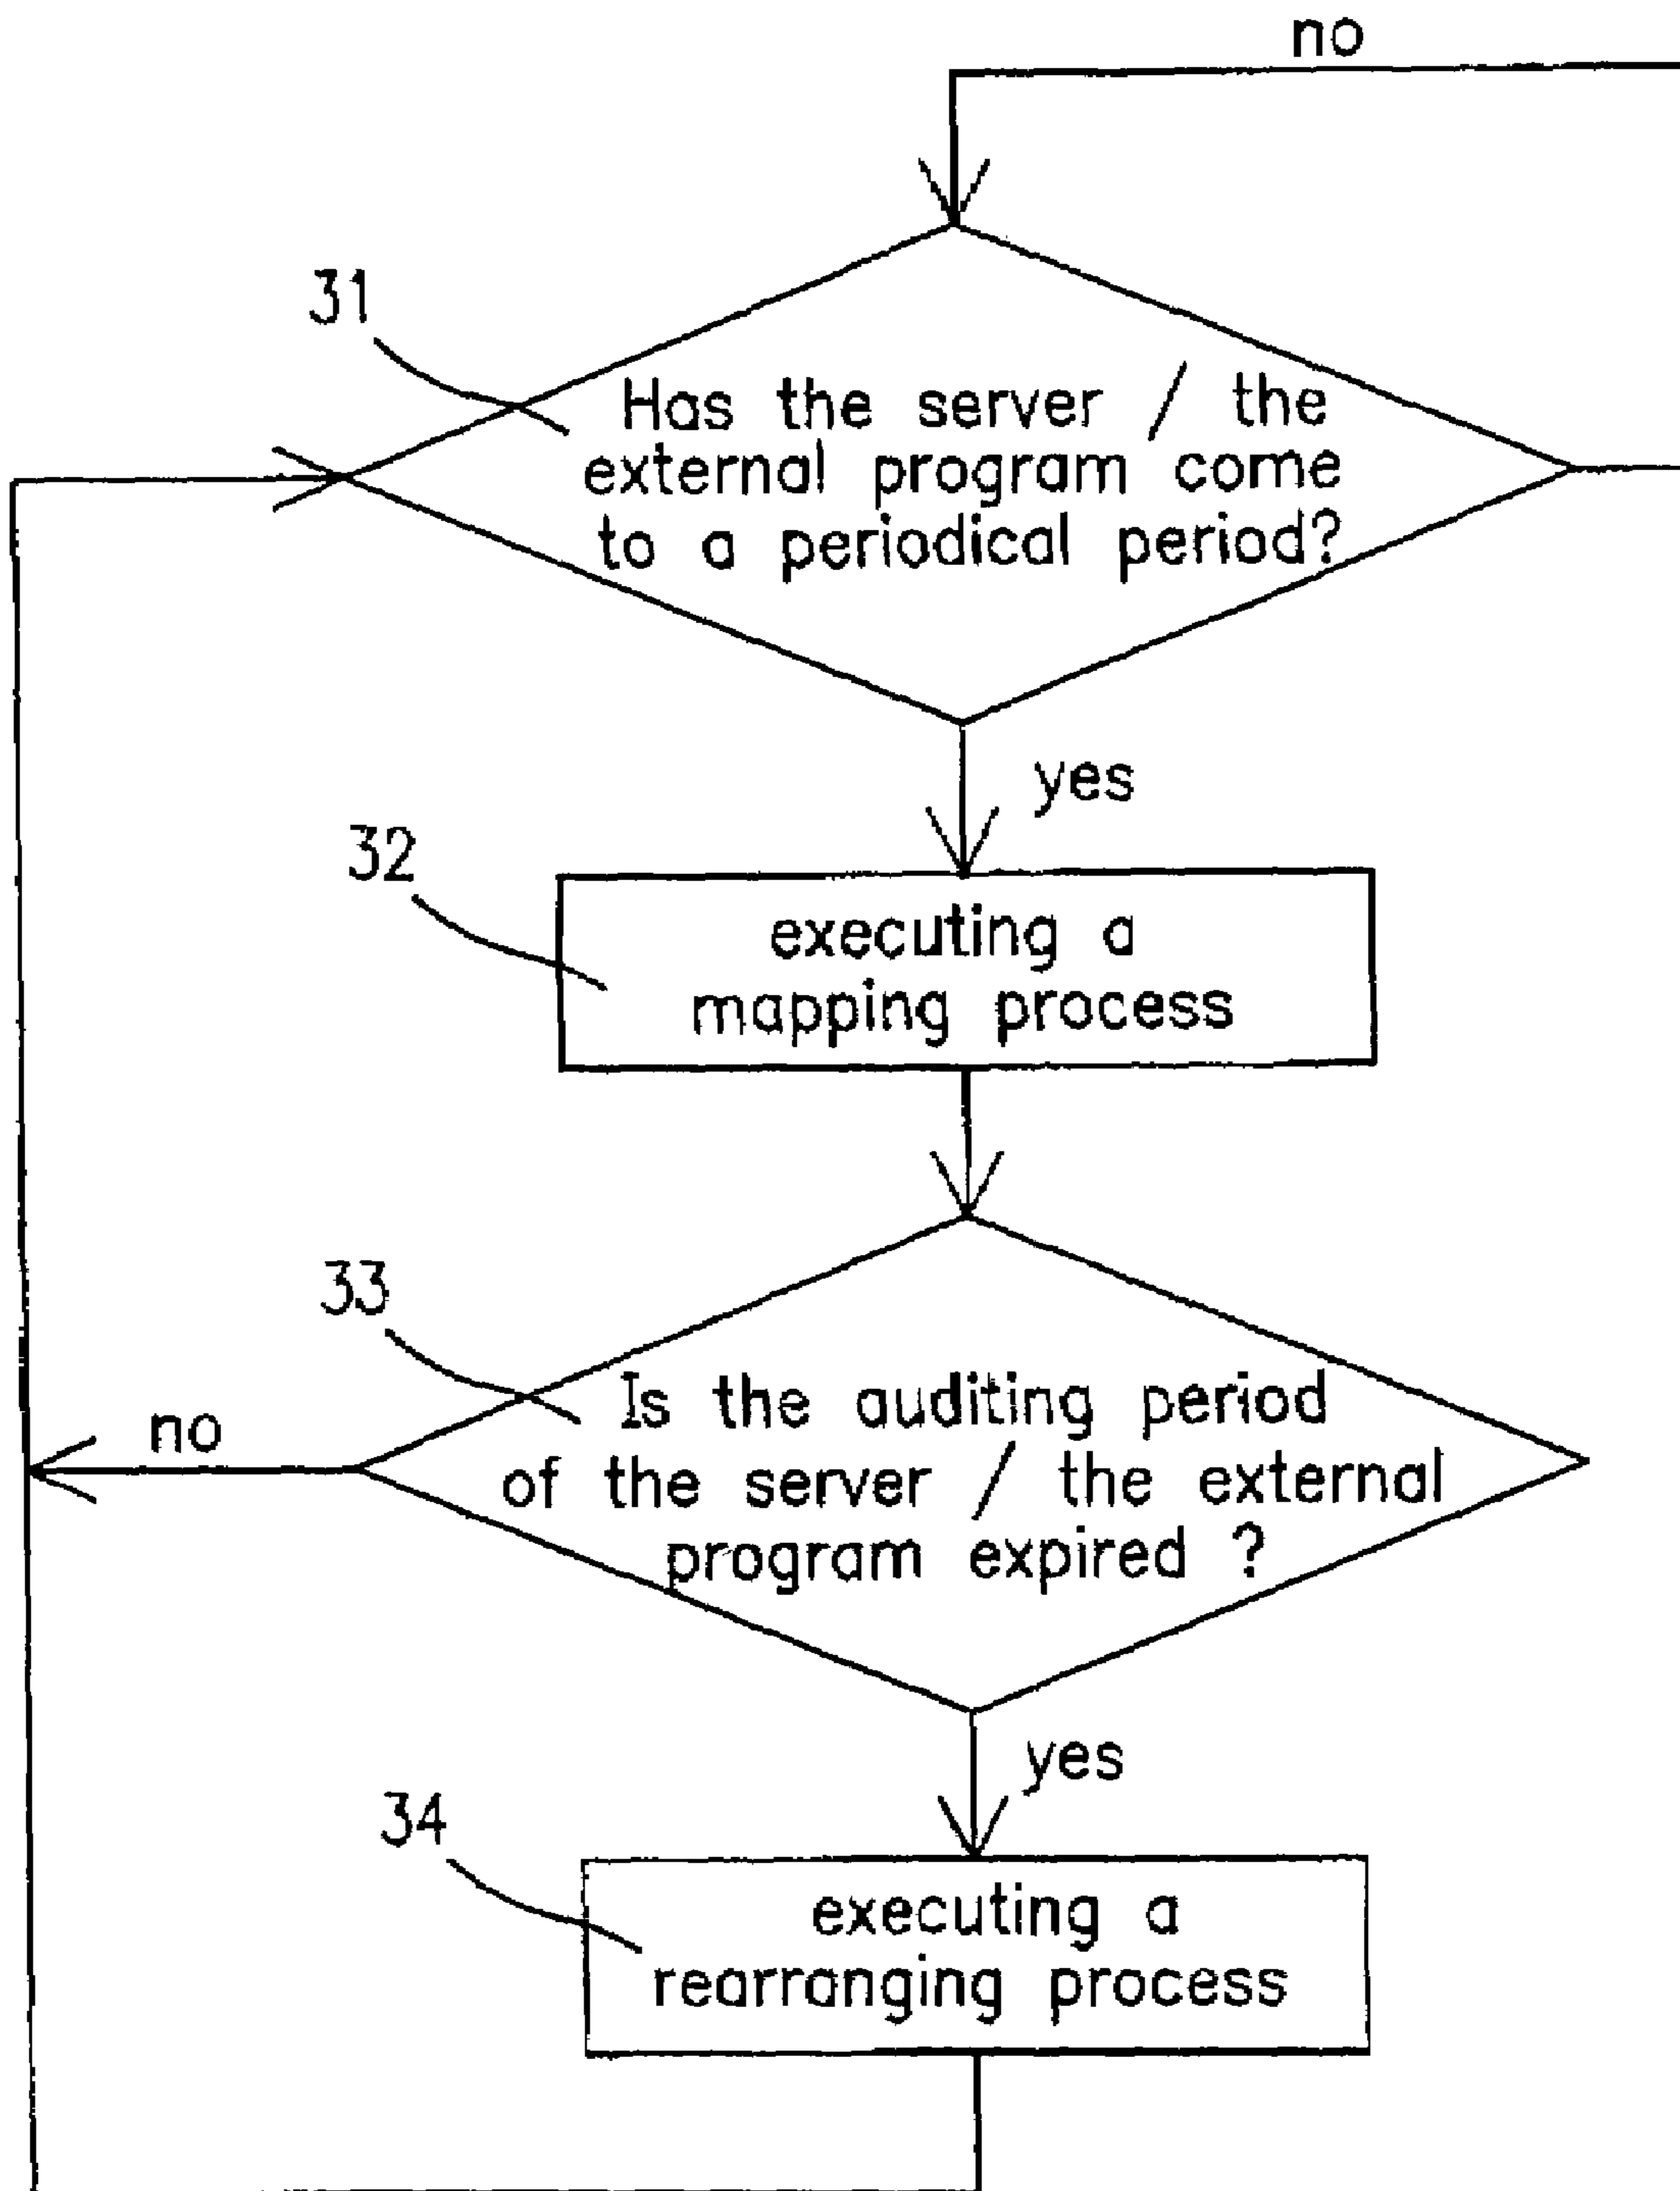 no
31
Has the server / the
external program come
to a periodical period?
yes
32
executing a
mapping process
33
Is the auditing period
of the server / the external
program expired ?
no
yes
34
executing a
rearranging process